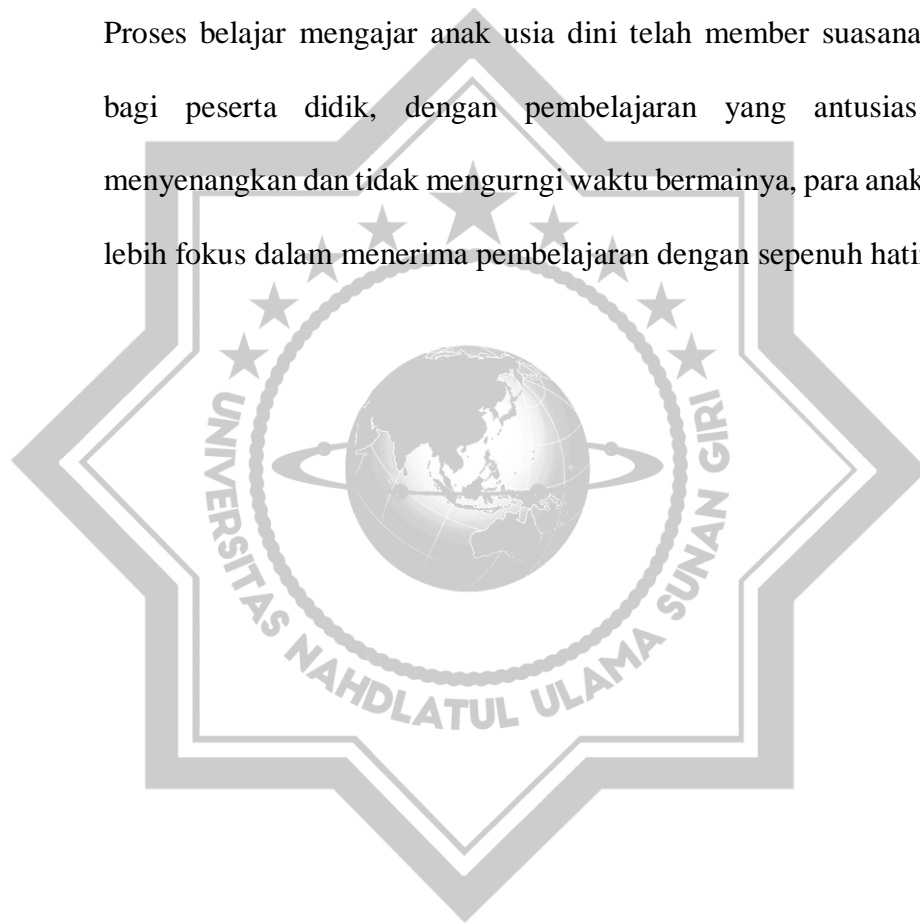 Proses belajar mengajar anak usia dini telah member suasana
bagi peserta didik, dengan pembelajaran yang antusias
menyenangkan dan tidak mengurngi waktu bermainya, para anak
lebih fokus dalam menerima pembelajaran dengan sepenuh hati
UNIVERSITAS NAHDLATUL ULAMA SUNAN GIRI